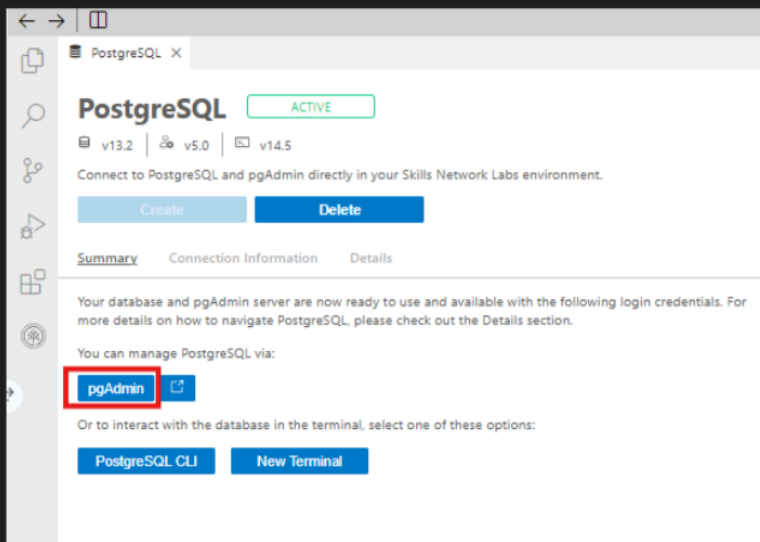 PostgreSQL
PostgreSQL ACTIVE
v13.2 v5.0 v14.5
Connect to PostgreSQL and pgAdmin directly in your Skills Network Labs environment.
Create Delete
Summary Connection Information Details
Your database and pgAdmin server are now ready to use and available with the following login credentials. For
more details on how to navigate PostgreSQL, please check out the Details section.
You can manage PostgreSQL via:
pgAdmin
Or to interact with the database in the terminal, select one of these options:
PostgreSQL CLI New Terminal